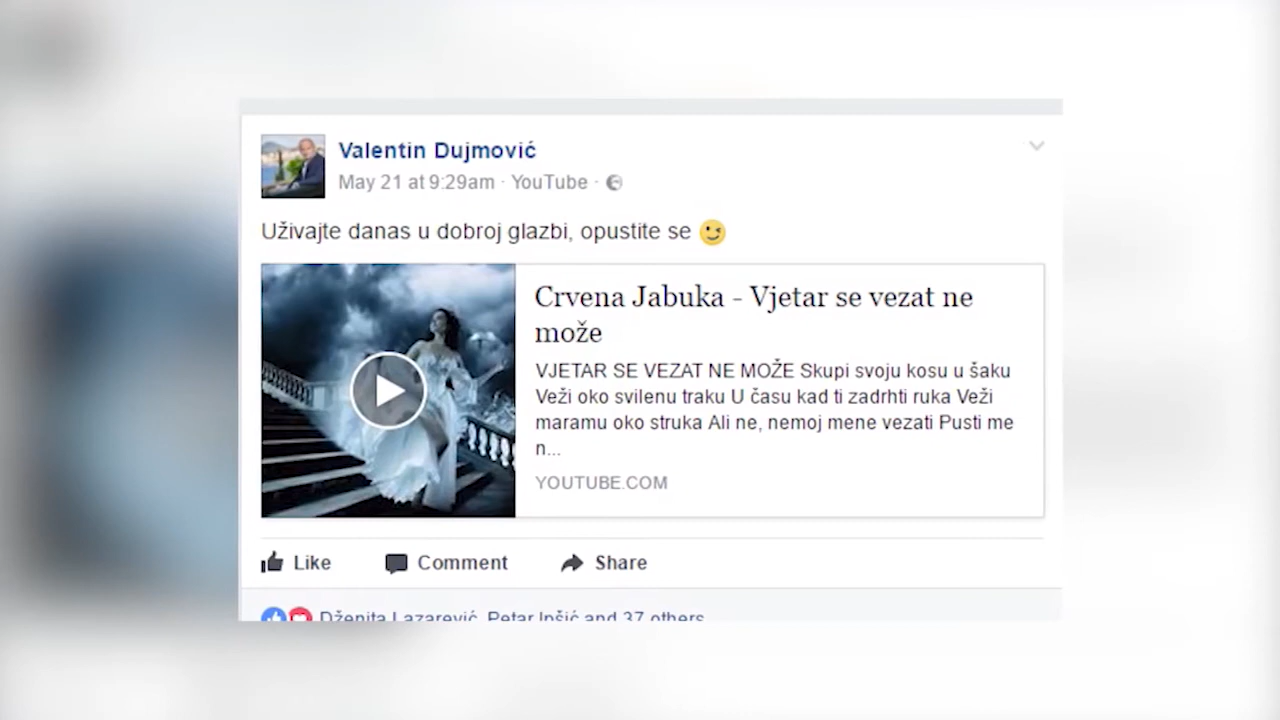 Valentin Dujmović
May 21 at 9:29am · YouTube ·
Uživajte danas u dobroj glazbi, opustite se
Crvena Jabuka - Vjetar se vezat ne
može
VJETAR SE VEZAT NE MOŽE Skupi svoju kosu u šaku
Veži oko svilenu traku U času kad ti zadrhti ruka Veži
maramu oko struka Ali ne, nemoj mene vezati Pusti me
n...
YOUTUBE.COM
Like Comment Share
Dženita Lazarević, Petar Ipšić and 37 others